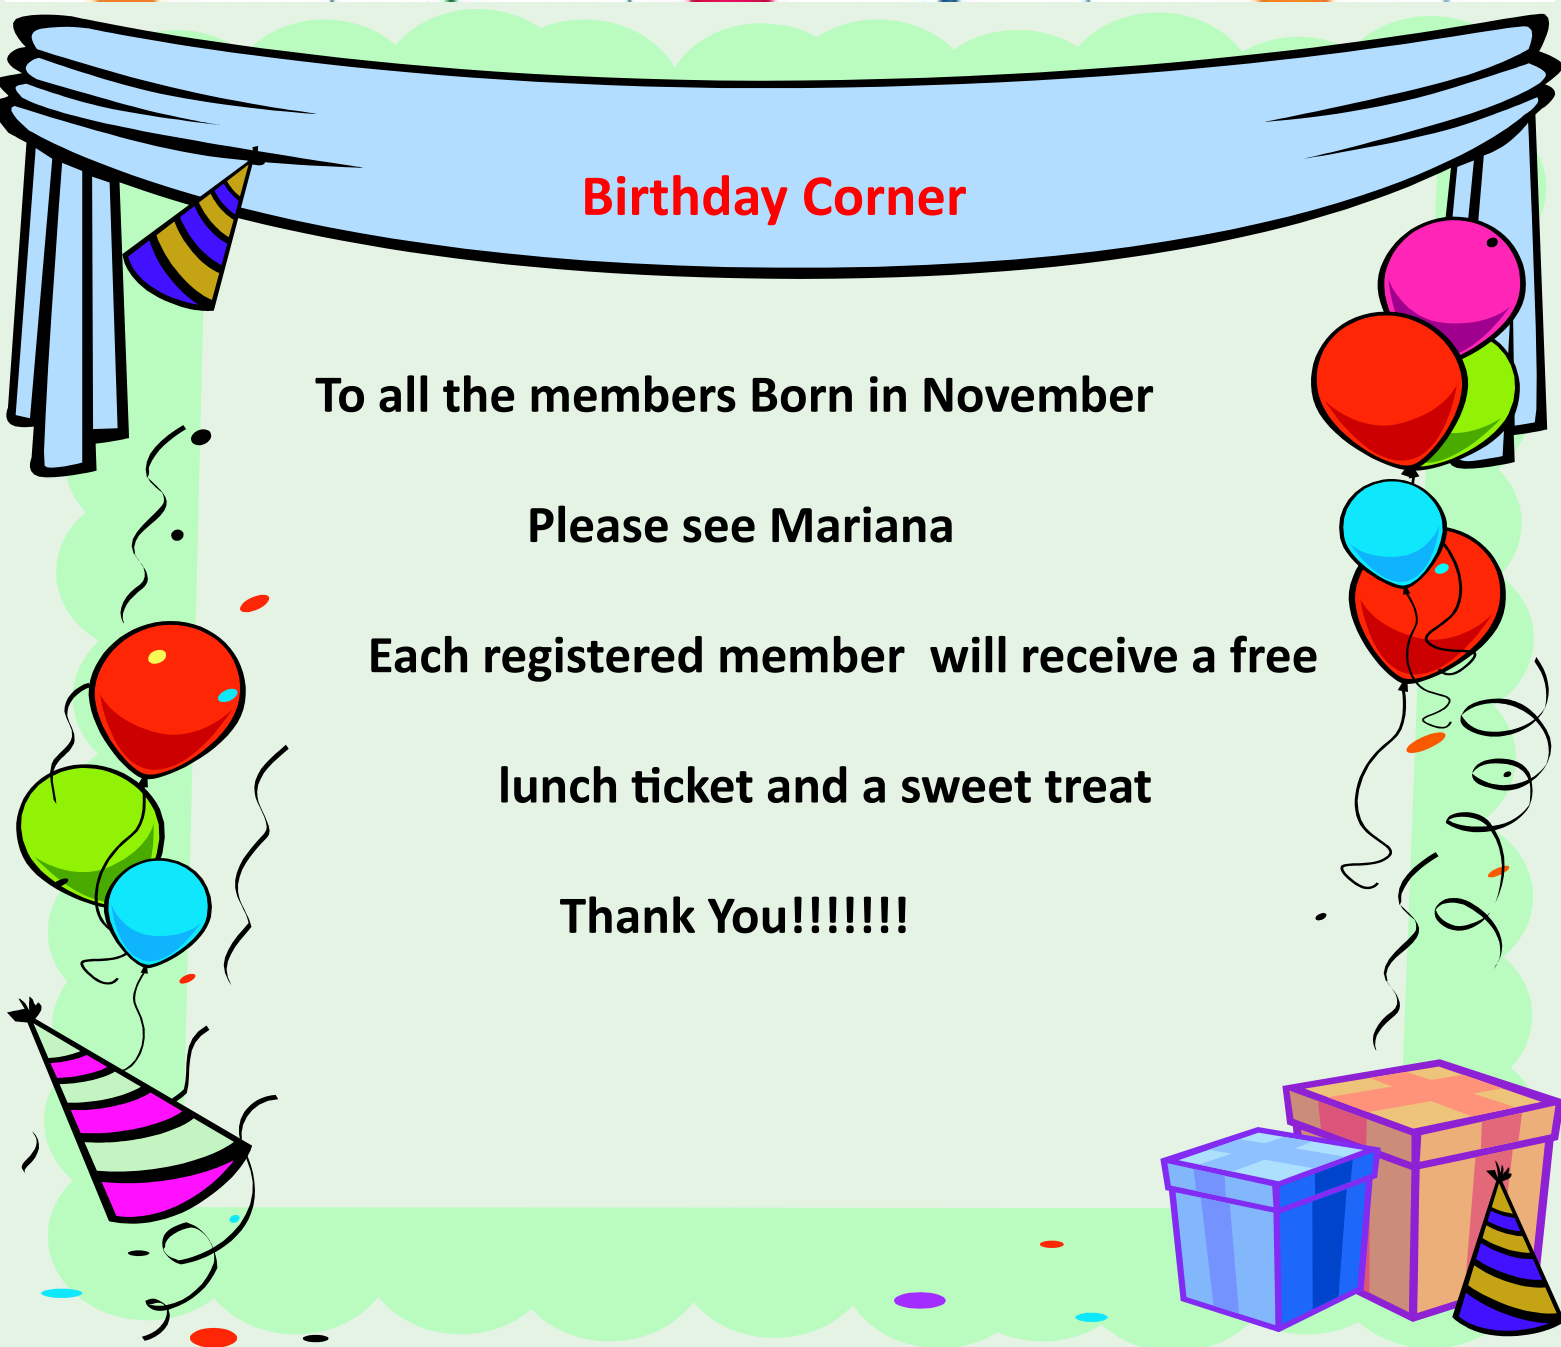 Birthday Corner
To all the members Born in November
Please see Mariana
Each registered member  will receive a free
lunch ticket and a sweet treat
Thank You!!!!!!!